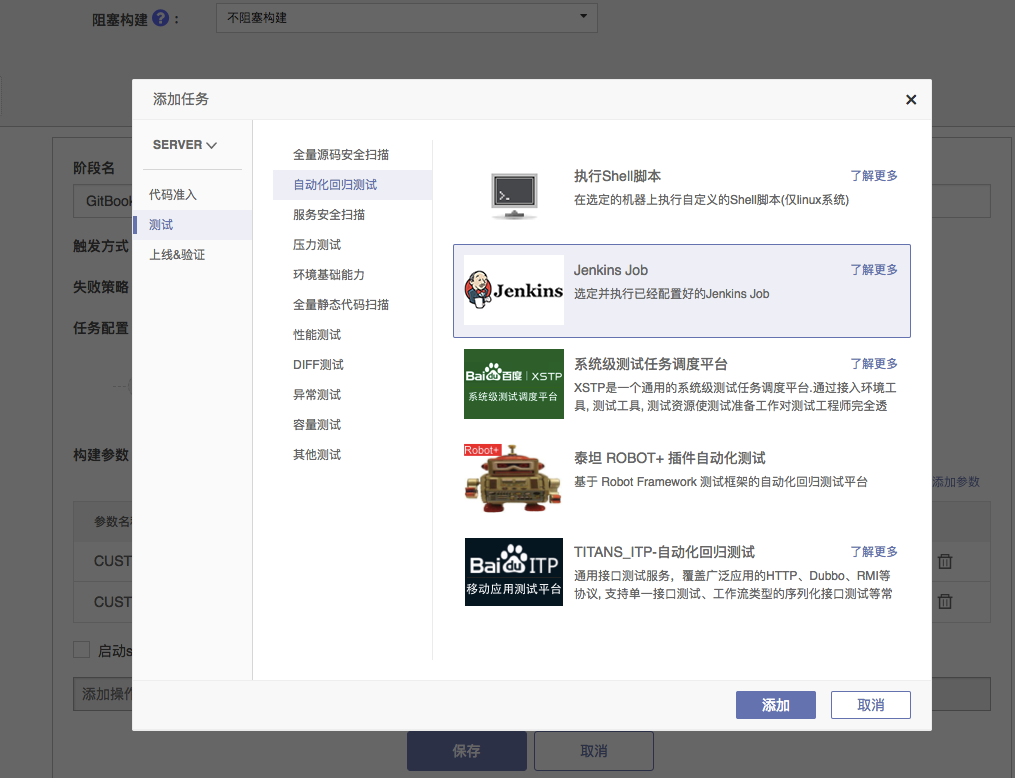 阻塞构建 ? :
不阻塞构建
添加任务
SERVER
代码准入
测试
上线&验证
全量源码安全扫描
自动化回归测试
服务安全扫描
压力测试
环境基础能力
全量静态代码扫描
性能测试
DIFF测试
异常测试
容量测试
其他测试
执行Shell脚本
了解更多
在选定的机器上执行自定义的Shell脚本(仅linux系统)
Jenkins
Jenkins Job
了解更多
选定并执行已经配置好的Jenkins Job
Bai du 百度 | XSTP
系统级测试调度平台
系统级测试任务调度平台
了解更多
XSTP是一个通用的系统级测试任务调度平台.通过接入环境工
具, 测试工具, 测试资源使测试准备工作对测试工程师完全透
Robot+
泰坦 ROBOT+ 插件自动化测试
基于 Robot Framework 测试框架的自动化回归测试平台
Bai du ITP
移动应用测试平台
TITANS_ITP-自动化回归测试
了解更多
通用接口测试服务，覆盖广泛应用的HTTP、Dubbo、RMI等
协议, 支持单一接口测试、工作流类型的序列化接口测试等常
添加
取消
阶段名
GitBook
触发方式
失败策略
任务配置
构建参数
添加参数
参数名
CUST
CUST
启动s
添加操作
保存
取消